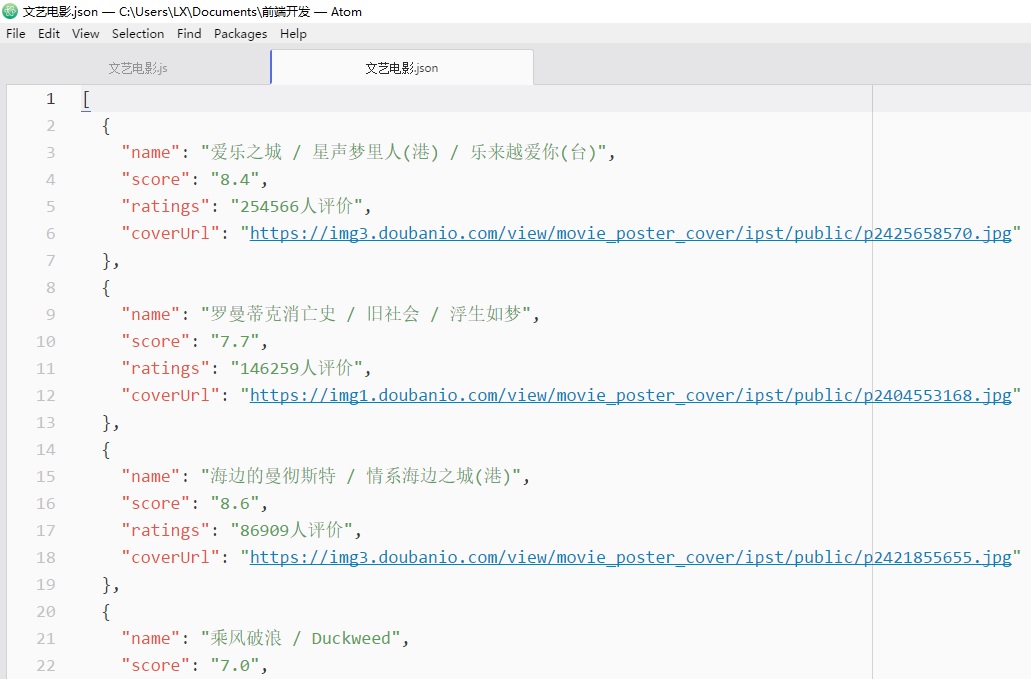 文艺电影.json — C:\Users\LX\Documents\前端开发 — Atom
File Edit View Selection Find Packages Help
文艺电影.js 文艺电影.json
1 [
2 {
3 "name": "爱乐之城 / 星声梦里人(港) / 乐来越爱你(台)",
4 "score": "8.4",
5 "ratings": "254566人评价",
6 "coverUrl": "https://img3.doubanio.com/view/movie_poster_cover/ipst/public/p2425658570.jpg"
7 },
8 {
9 "name": "罗曼蒂克消亡史 / 旧社会 / 浮生如梦",
10 "score": "7.7",
11 "ratings": "146259人评价",
12 "coverUrl": "https://img1.doubanio.com/view/movie_poster_cover/ipst/public/p2404553168.jpg"
13 },
14 {
15 "name": "海边的曼彻斯特 / 情系海边之城(港)",
16 "score": "8.6",
17 "ratings": "86909人评价",
18 "coverUrl": "https://img3.doubanio.com/view/movie_poster_cover/ipst/public/p2421855655.jpg"
19 },
20 {
21 "name": "乘风破浪 / Duckweed",
22 "score": "7.0",